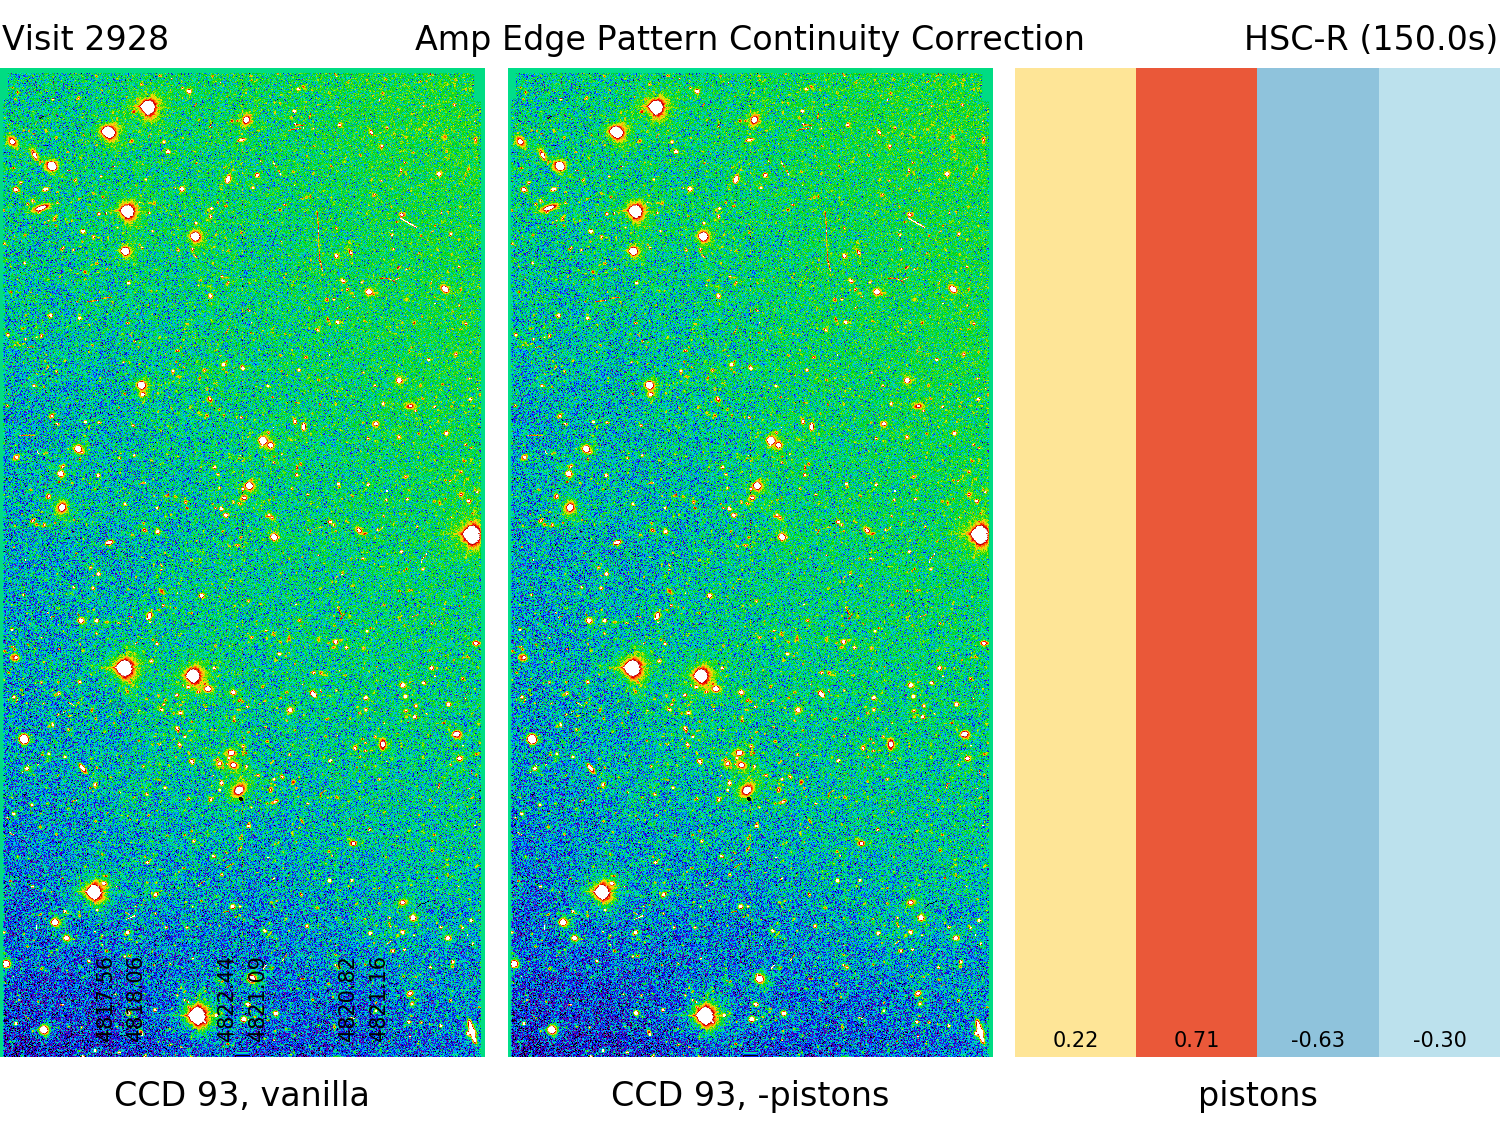 Visit 2928
Amp Edge Pattern Continuity Correction
HSC-R (150.0s)
4817.56
4818.06
4822.44
4821.09
4820.82
4821.16
0.22
0.71
-0.63
-0.30
CCD 93, vanilla
CCD 93, -pistons
pistons